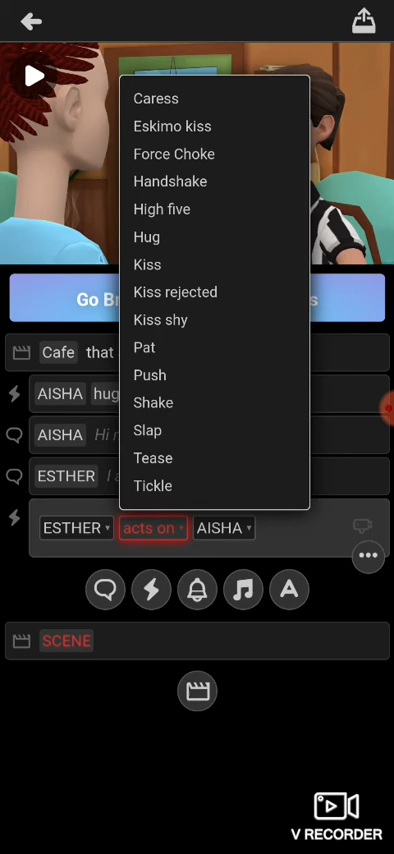 Caress
Eskimo kiss
Force Choke
Handshake
High five
Hug
Kiss
Kiss rejected
Kiss shy
Pat
Push
Shake
Slap
Tease
Tickle
Go
Cafe that
AISHA hug
AISHA Hi
ESTHER I
ESTHER acts on AISHA
A
SCENE
V RECORDER